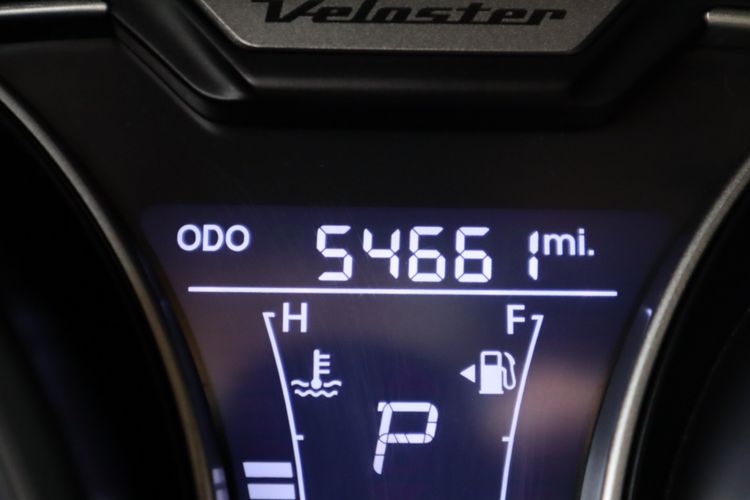 Veloster
ODO 54661 mi.
H F
P